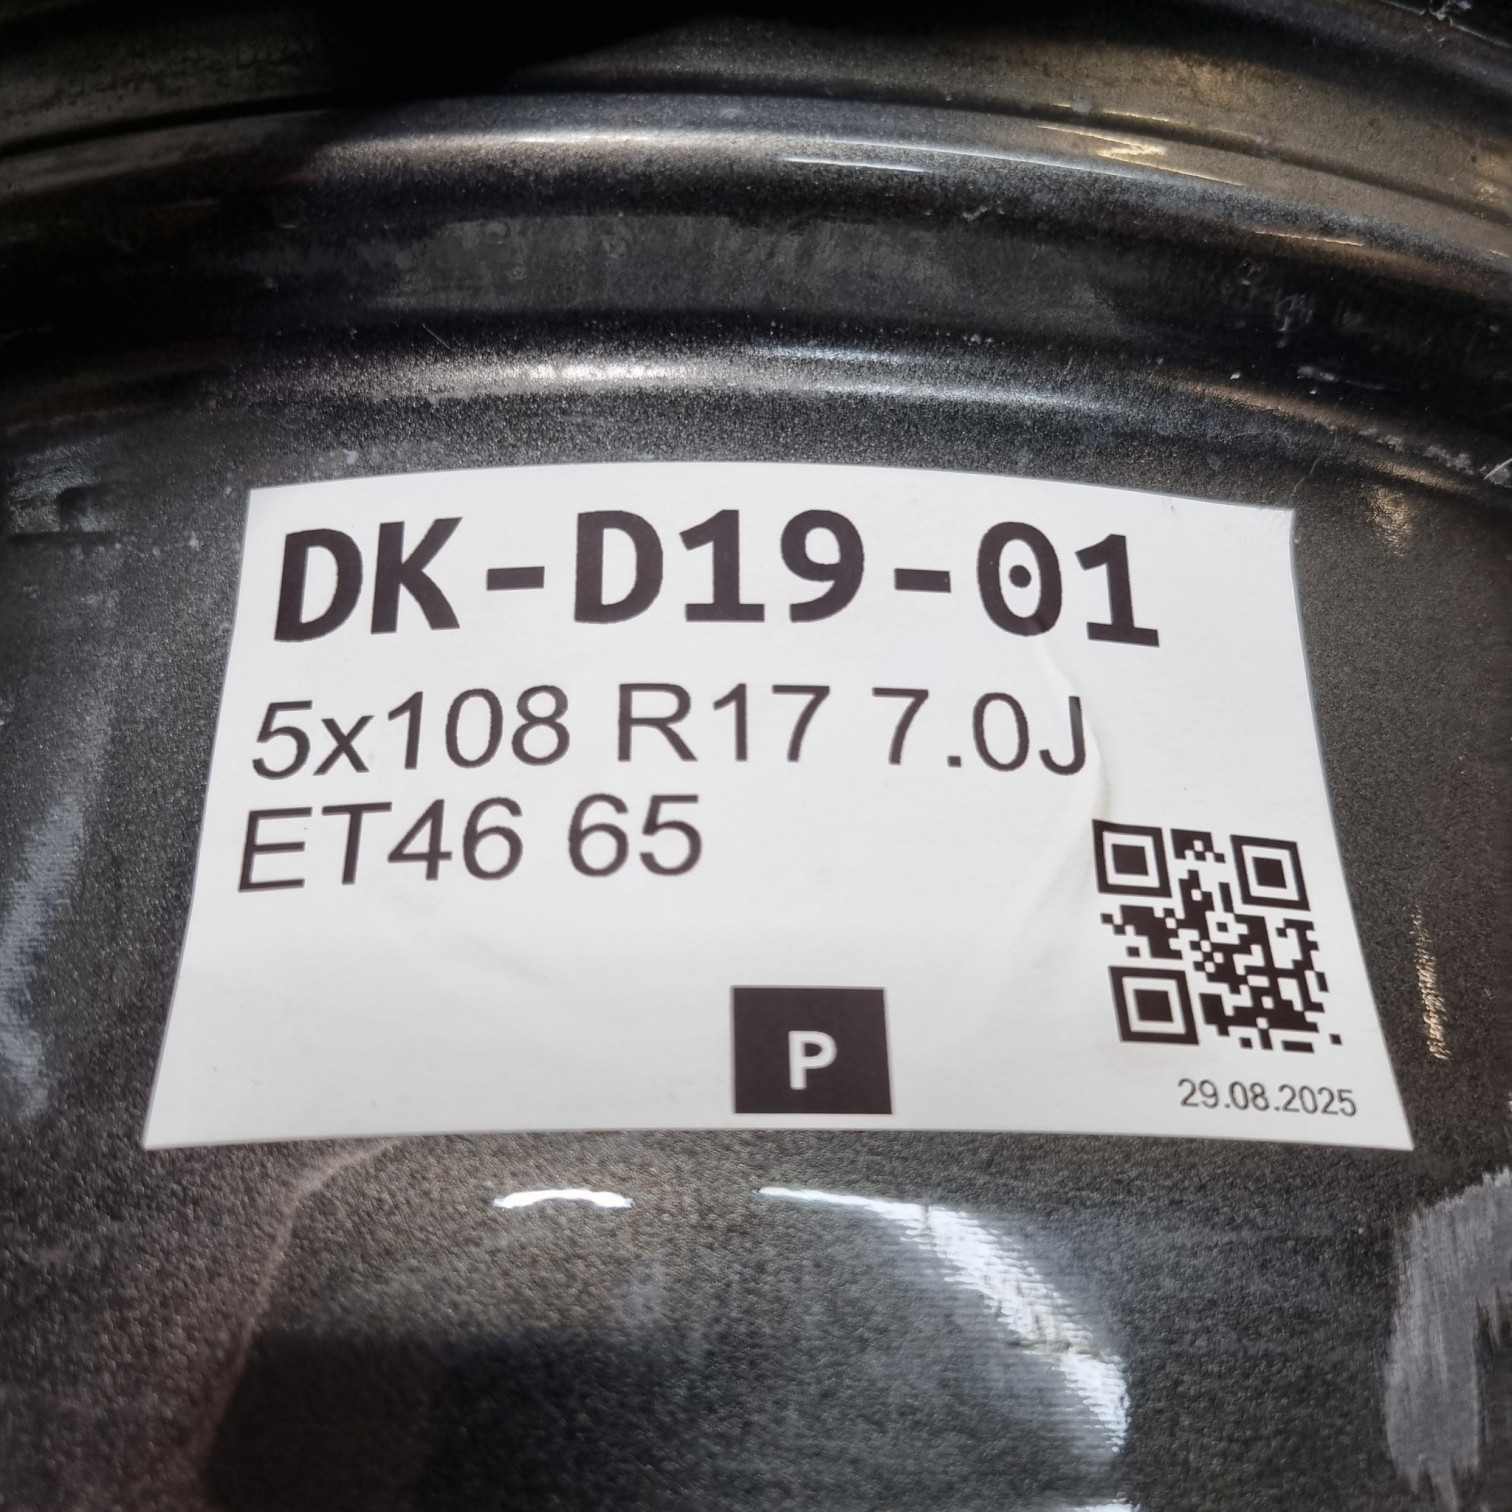 DK-D19-01
5x108 R17 7.0J
ET46 65
P
29.08.2025